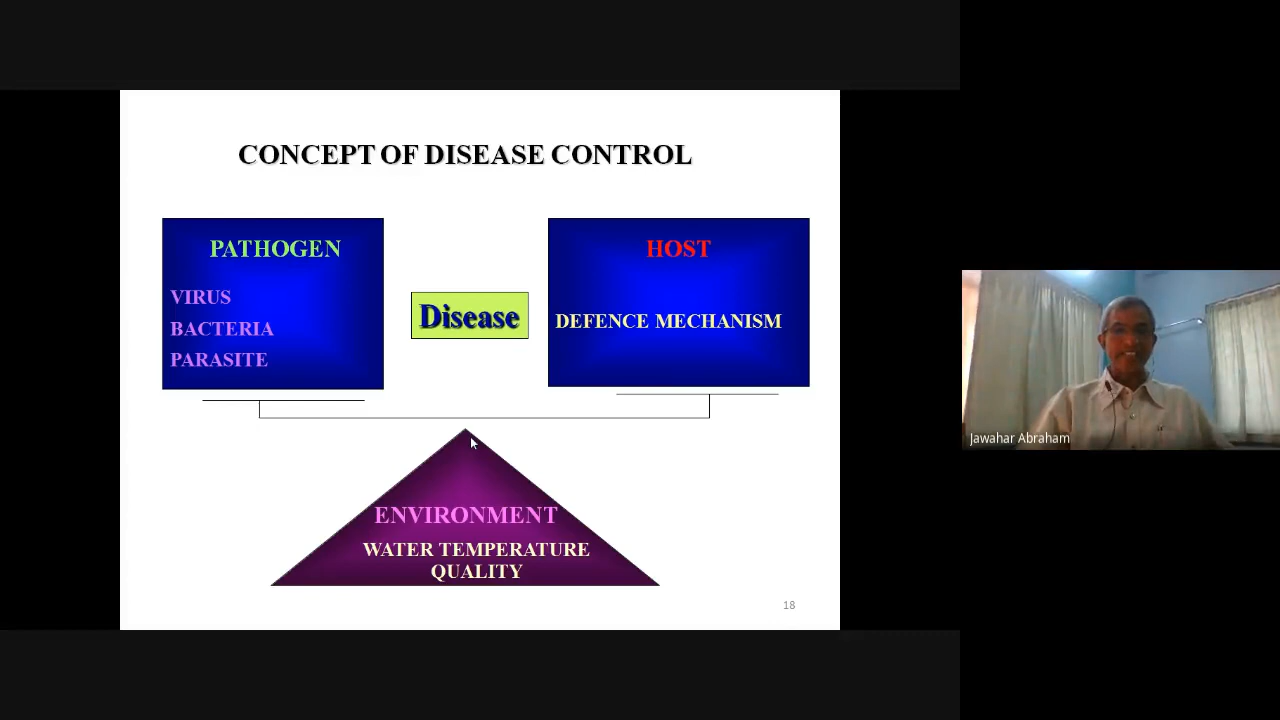 CONCEPT OF DISEASE CONTROL
PATHOGEN
VIRUS
BACTERIA
PARASITE
Disease
HOST
DEFENCE MECHANISM
ENVIRONMENT
WATER TEMPERATURE
QUALITY
18
Jawahar Abraham